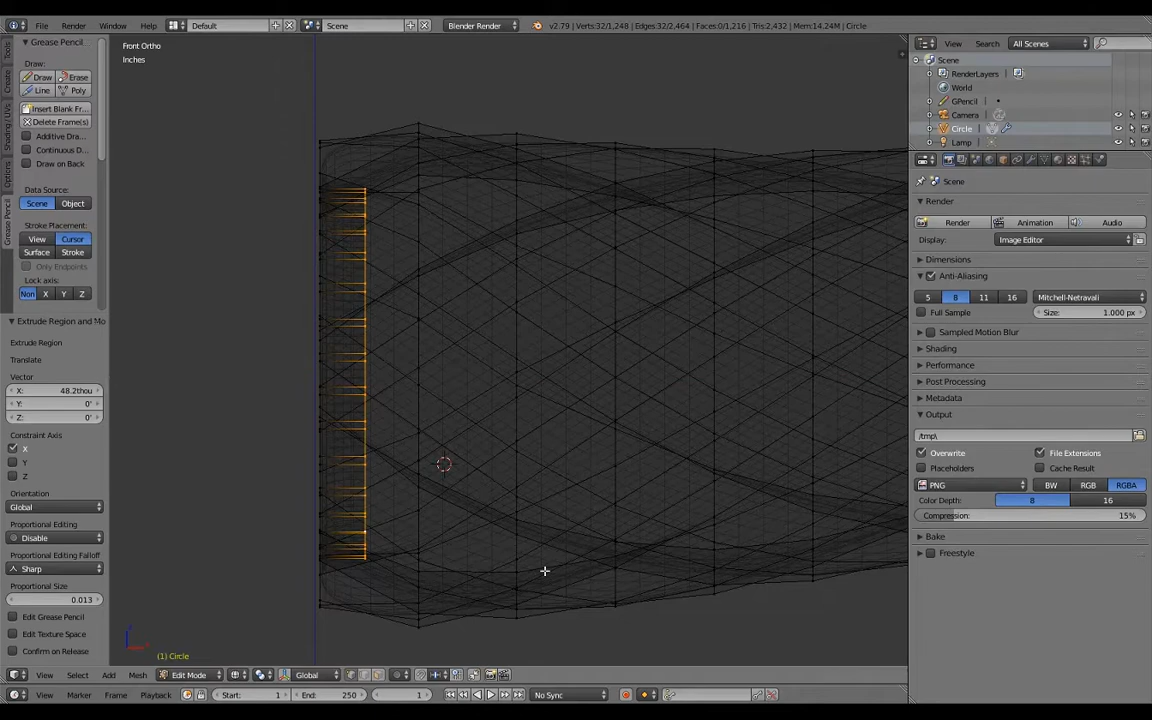 File Render Window Help Default Scene Blender Render v2.79 | Verts:32/1,248 | Edges:32/2,464 | Faces:0/1,216 | Tris:2,432 | Mem:14.24M | Circle
Grease Pencil
Draw:
Draw Erase
Line Poly
Insert Blank Fr...
Delete Frame(s)
Additive Dra...
Continuous D...
Draw on Back
Data Source:
Scene Object
Stroke Placement:
View Cursor
Surface Stroke
Only Endpoints
Lock axis:
Non X Y Z
Extrude Region and Mo
Extrude Region
Translate
Vector
X: 48.2thou
Y: 0'
Z: 0'
Constraint Axis
X
Y
Z
Orientation
Global
Proportional Editing
Disable
Proportional Editing Falloff
Sharp
Proportional Size
0.013
Edit Grease Pencil
Edit Texture Space
Confirm on Release
Tools
Create
Shading / UVs
Options
Grease Pencil
Front Ortho
Inches
(1) Circle
View Select Add Mesh Edit Mode Global
View Marker Frame Playback Start: 1 End: 250 1 No Sync
View Search All Scenes
Scene
RenderLayers
World
GPencil
Camera
Circle
Lamp
Scene
Render
Render Animation Audio
Display: Image Editor
Dimensions
Anti-Aliasing
5 8 11 16 Mitchell-Netravali
Full Sample Size: 1.000 px
Sampled Motion Blur
Shading
Performance
Post Processing
Metadata
Output
/tmp\
Overwrite File Extensions
Placeholders Cache Result
PNG BW RGB RGBA
Color Depth: 8 16
Compression: 15%
Bake
Freestyle